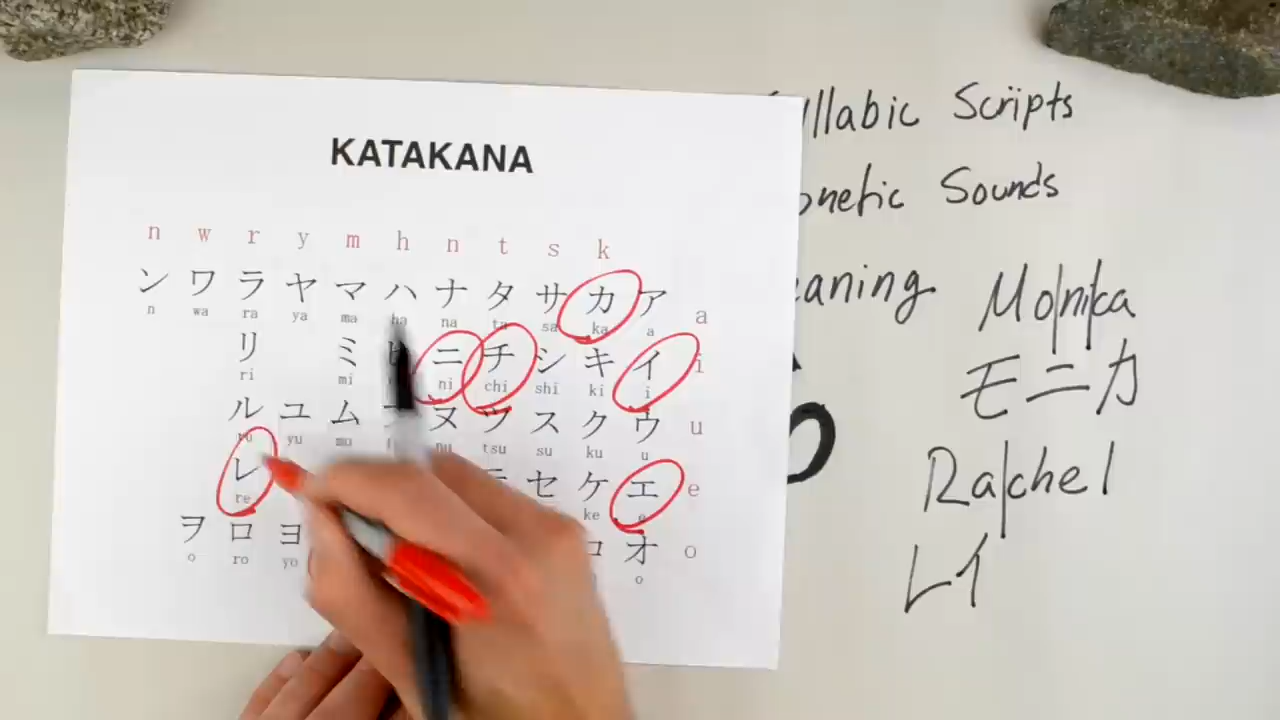 KATAKANA
n w r y m h n t s k
ン ワ ラ ヤ マ ハ ナ タ サ カ ア
n wa ra ya ma ha na ta sa ka a a
リ ミ ニ チ シ キ イ
ri mi ni chi shi ki i i
ル ユ ム ヌ ツ ス ク ウ
ru yu mu nu tsu su ku u u
レ セ ケ エ
re ke e e
ヲ ロ ヨ オ
o ro yo o o
Scripts
Sounds
Monika
モニカ
Rachel
レイ